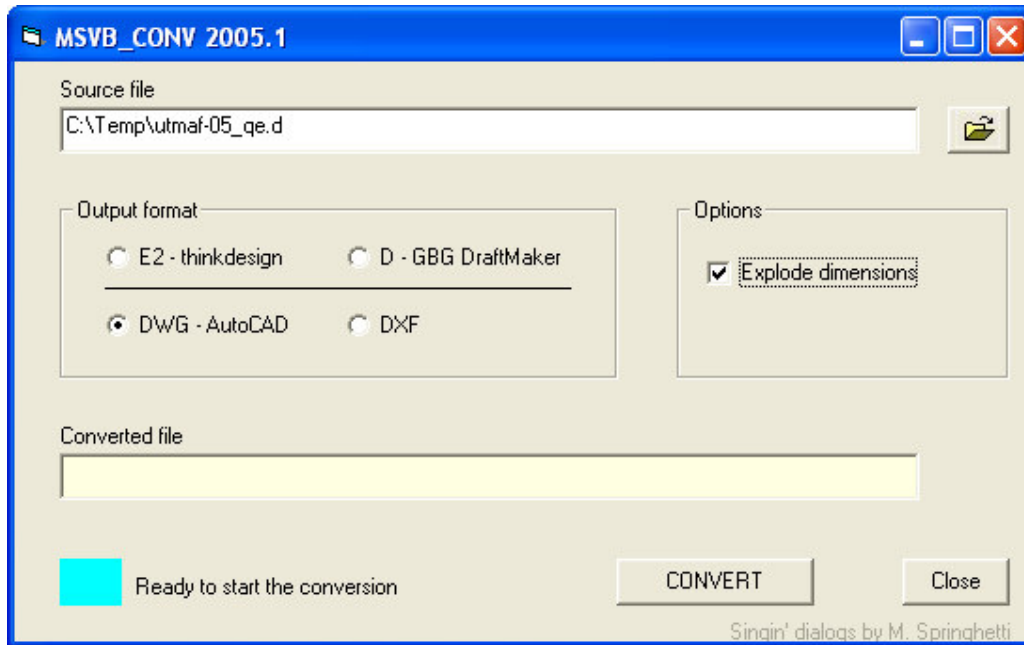 MSVB_CONV 2005.1
Source file
C:\Temp\utmaf-05_qe.d
Output format
E2 - thinkdesign
D - GBG DraftMaker
DWG - AutoCAD
DXF
Options
Explode dimensions
Converted file
Ready to start the conversion
CONVERT
Close
Singin' dialogs by M. Springhetti